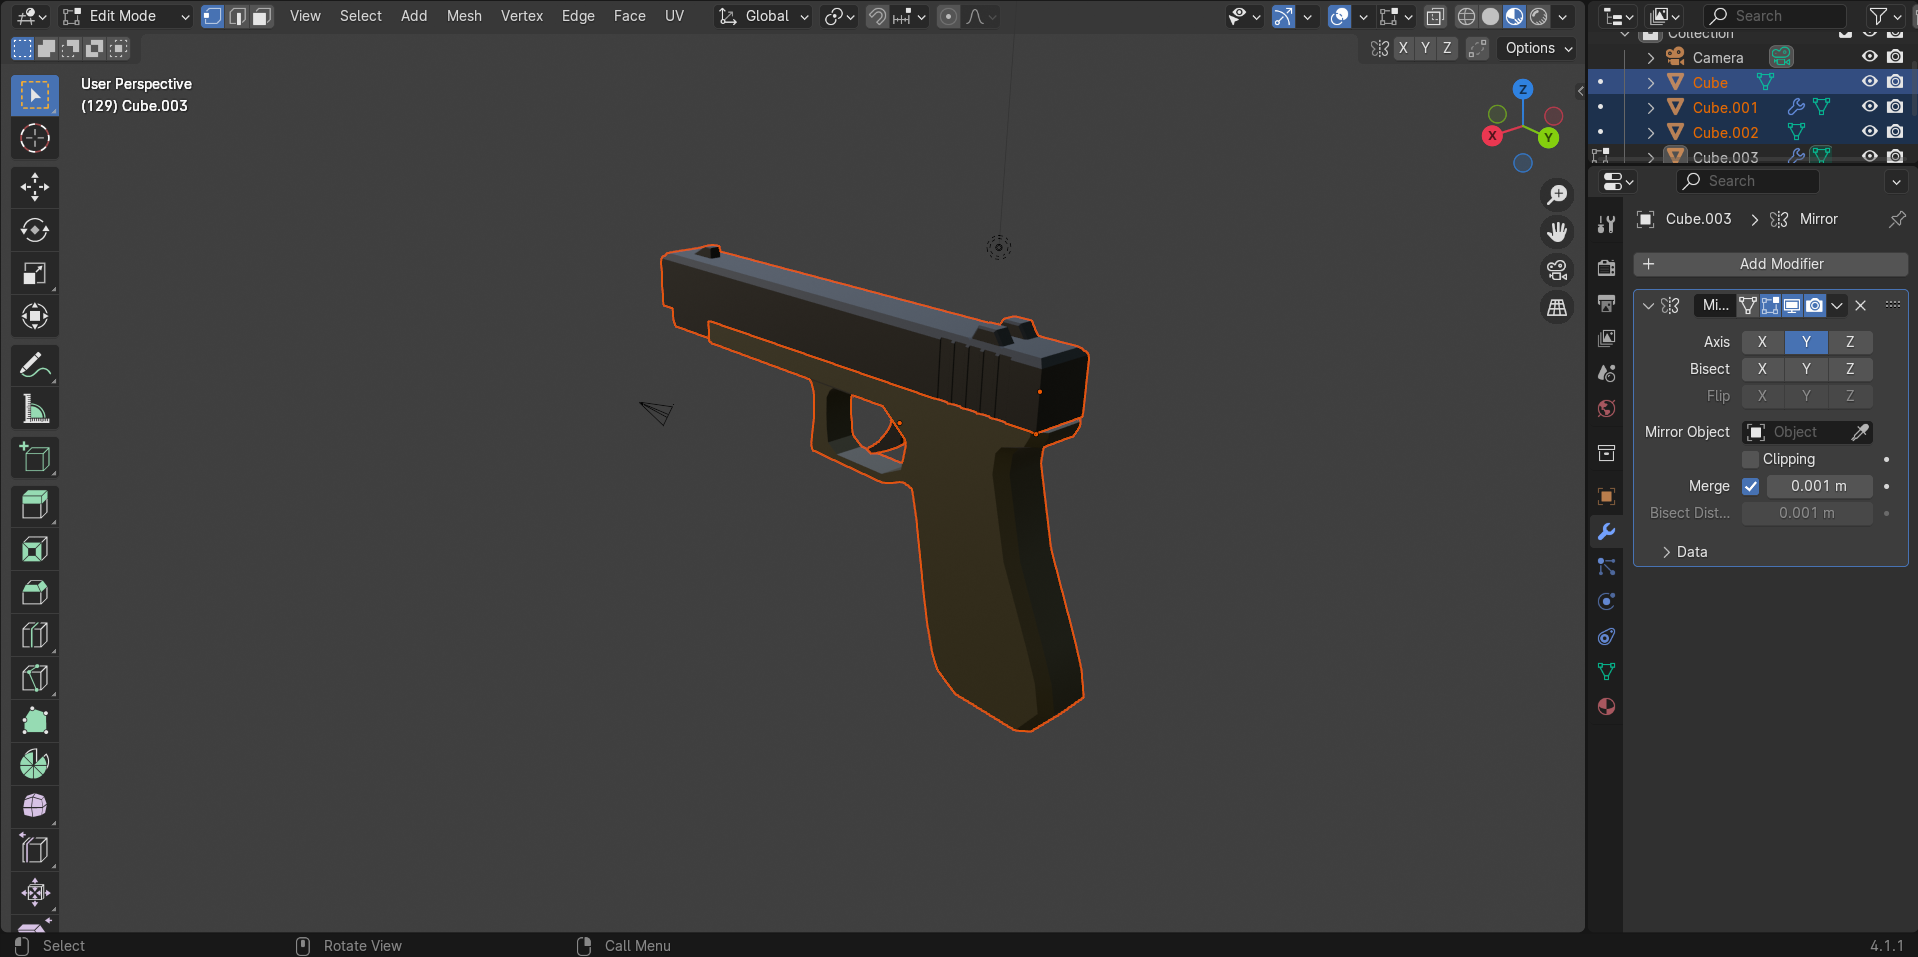 Edit Mode View Select Add Mesh Vertex Edge Face UV Global
X Y Z Options
User Perspective
(129) Cube.003
Z
X
Y
Search
Collection
Camera
Cube
Cube.001
Cube.002
Cube.003
Search
Cube.003 > Mirror
+ Add Modifier
Mi...
Axis X Y Z
Bisect X Y Z
Flip X Y Z
Mirror Object Object
Clipping
Merge 0.001 m
Bisect Dist... 0.001 m
Data
Select Rotate View Call Menu 4.1.1